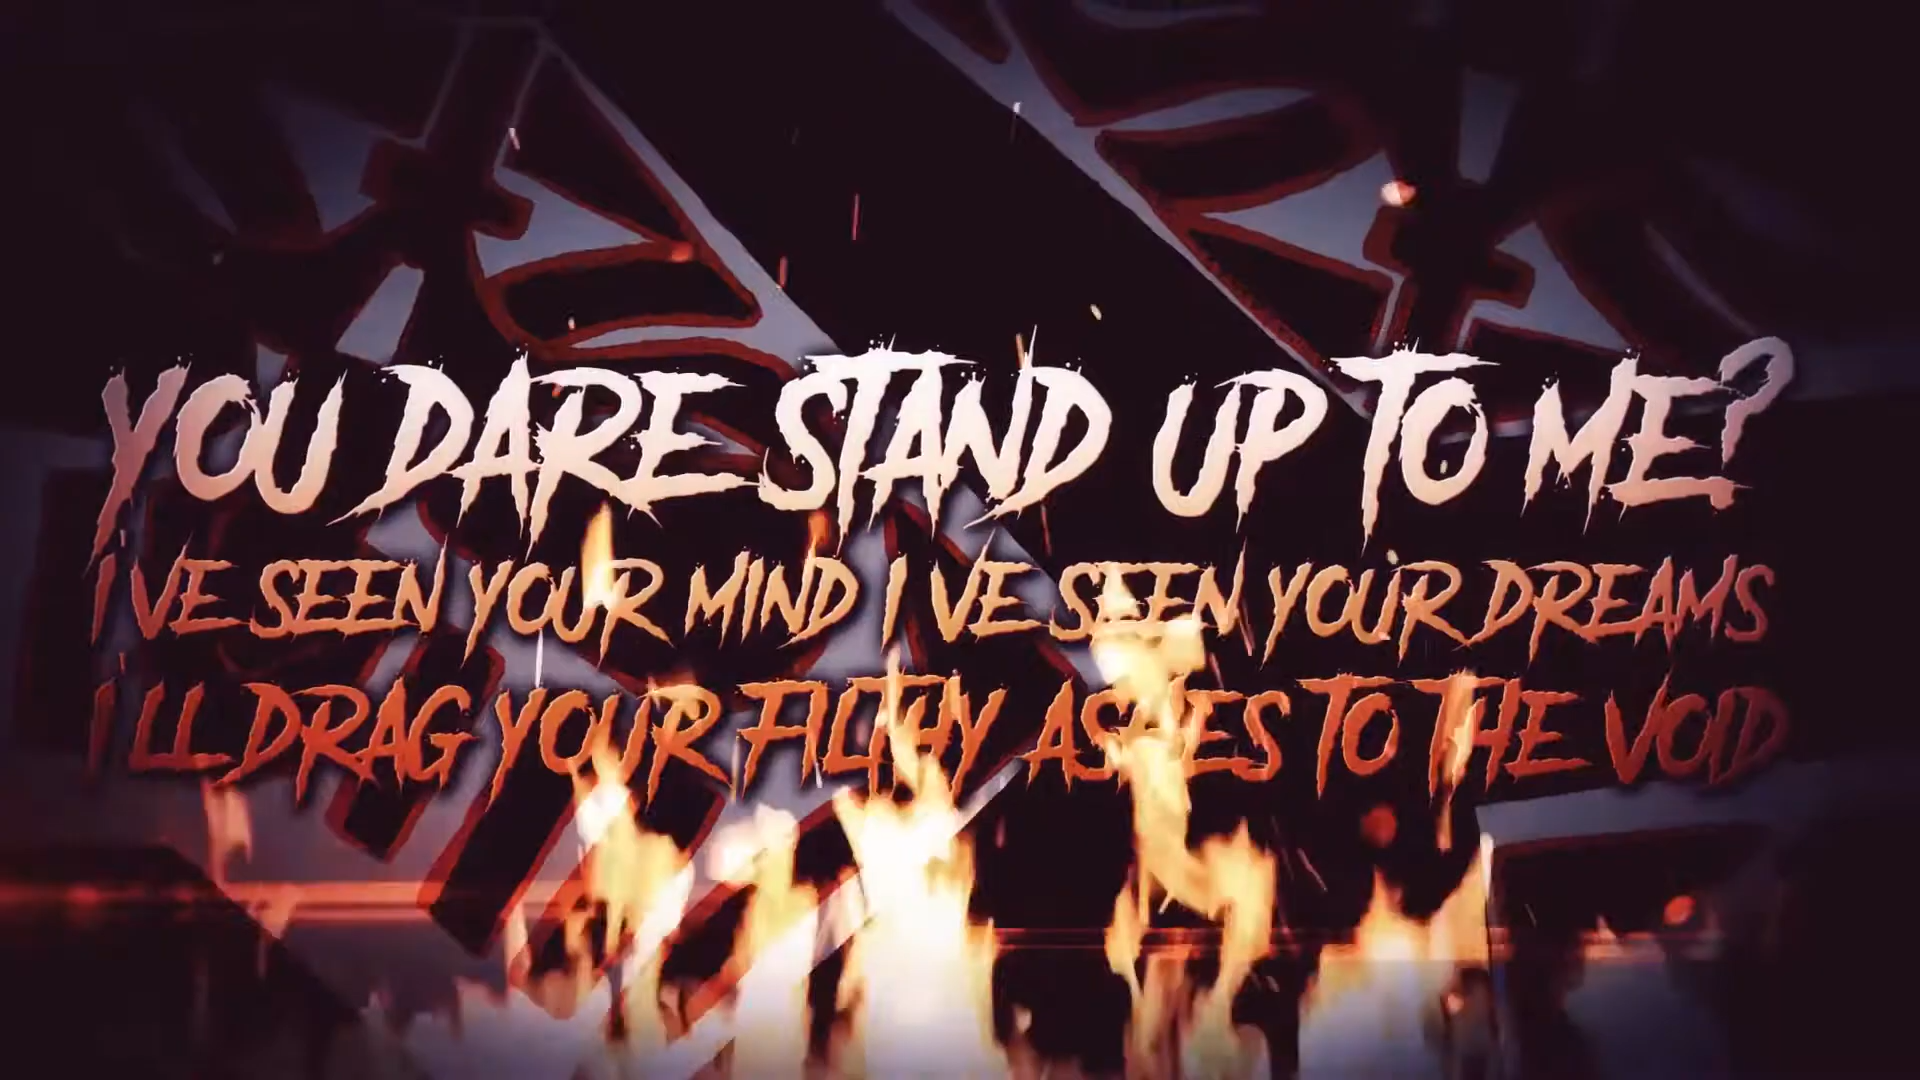 YOU DARE STAND UP TO ME?
I VE SEEN YOUR MIND I VE SEEN YOUR DREAMS
I LL DRAG YOUR FILTHY ASHES TO THE VOID